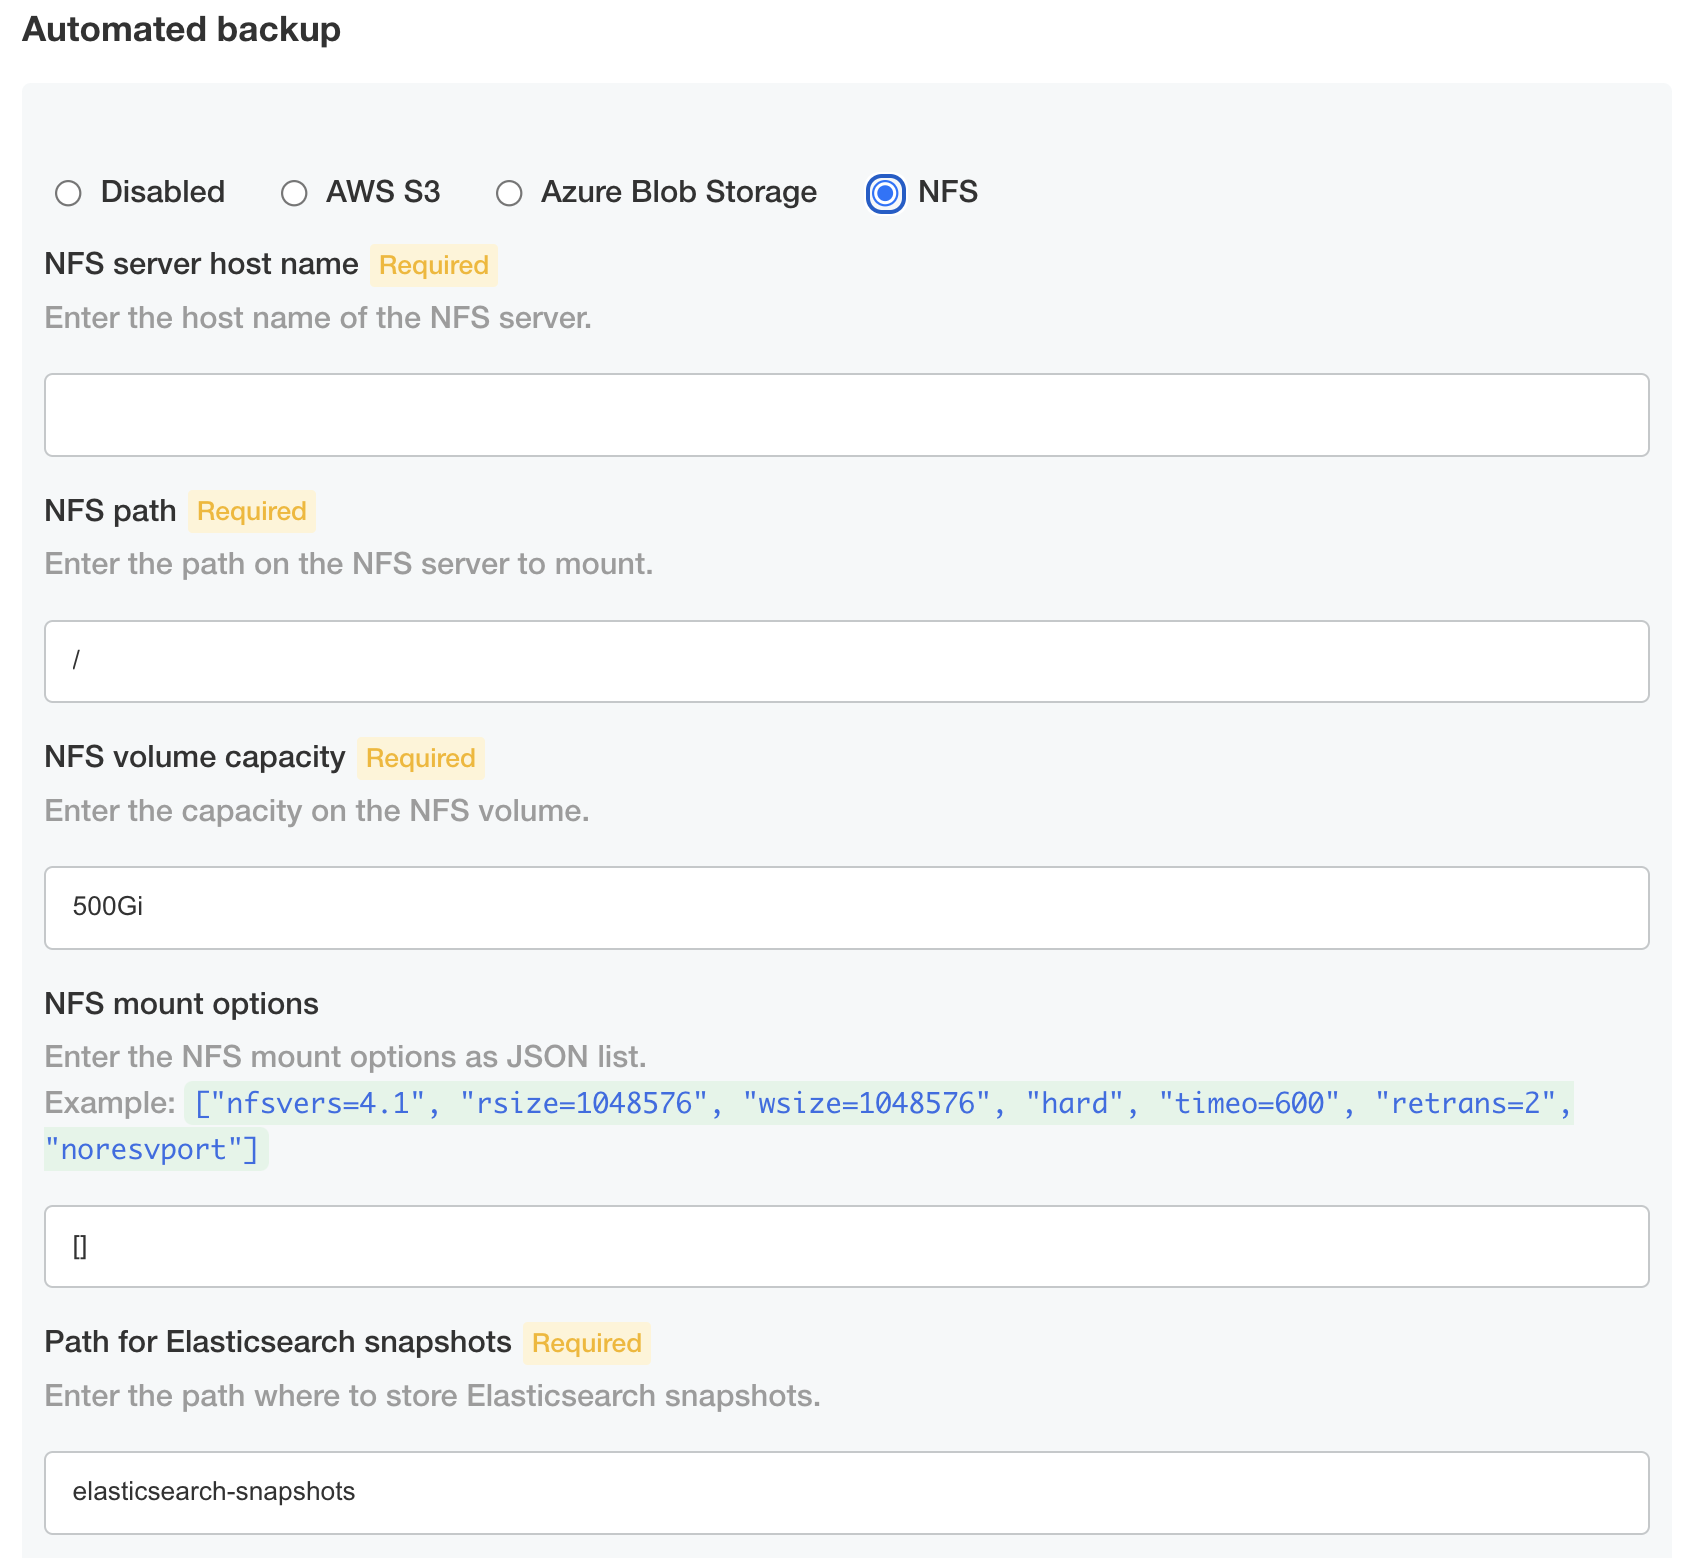 Automated backup
Disabled AWS S3 Azure Blob Storage NFS
NFS server host name Required
Enter the host name of the NFS server.
NFS path Required
Enter the path on the NFS server to mount.
/
NFS volume capacity Required
Enter the capacity on the NFS volume.
500Gi
NFS mount options
Enter the NFS mount options as JSON list.
Example: ["nfsvers=4.1", "rsize=1048576", "wsize=1048576", "hard", "timeo=600", "retrans=2",
"noresvport"]
[]
Path for Elasticsearch snapshots Required
Enter the path where to store Elasticsearch snapshots.
elasticsearch-snapshots